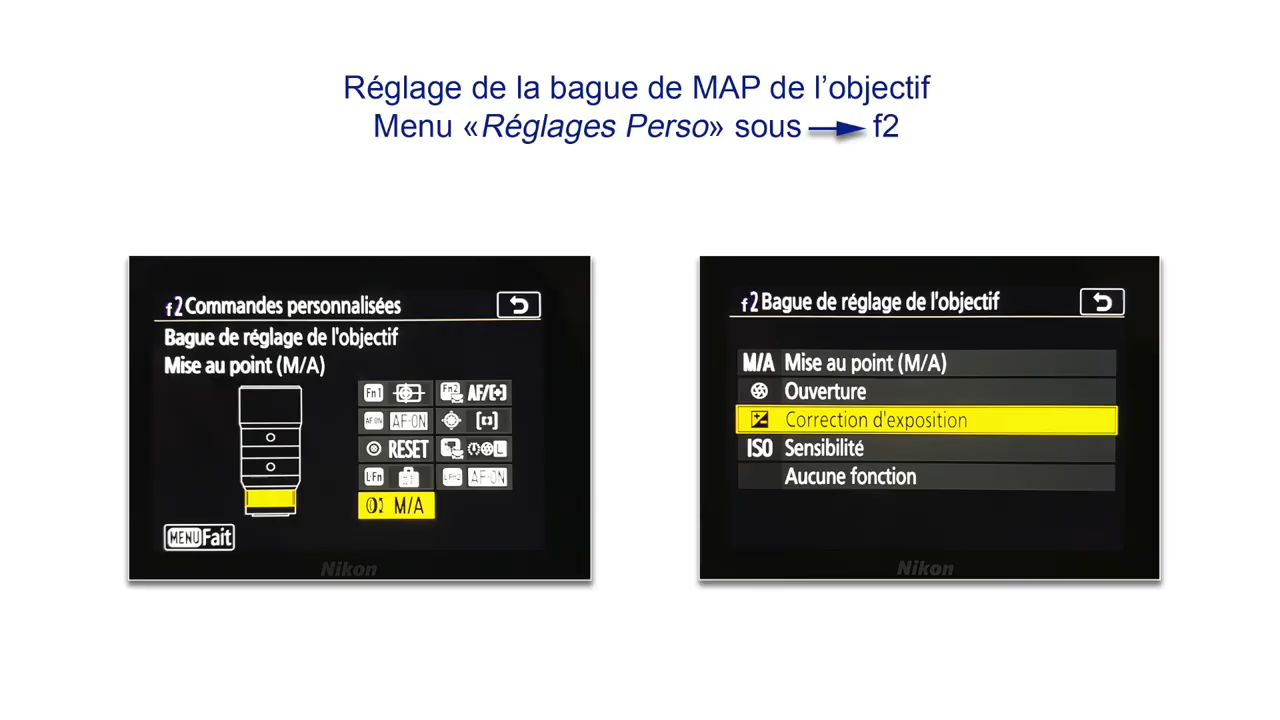 Réglage de la bague de MAP de l’objectif
Menu «Réglages Perso» sous f2
f2 Commandes personnalisées
Bague de réglage de l'objectif
Mise au point (M/A)
Fn1
Fn2 AF/[+]
AF-ON AF-ON
RESET
L
L-Fn
L-Fn2 AF-ON
M/A
MENU Fait
Nikon
f2 Bague de réglage de l'objectif
M/A Mise au point (M/A)
Ouverture
Correction d'exposition
ISO Sensibilité
Aucune fonction
Nikon